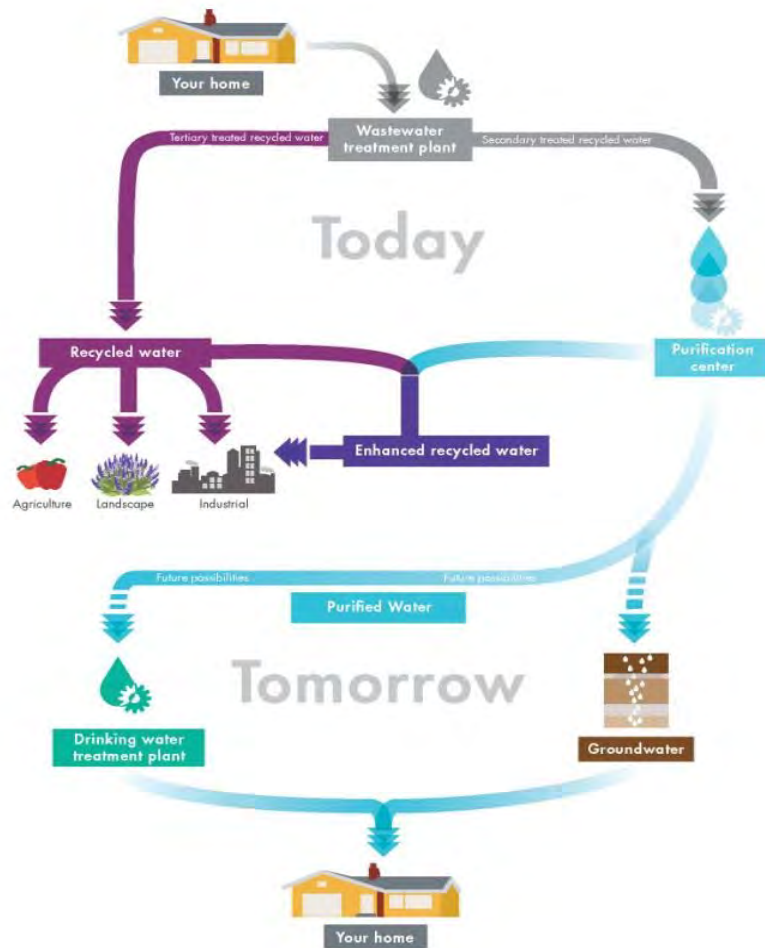 Your home
Wastewater
treatment plant
Tertiary treated recycled water
Secondary treated recycled water
Today
Recycled water
Purification
center
Enhanced recycled water
Agriculture
Landscape
Industrial
Future possibilities
Future possibilities
Purified Water
Tomorrow
Drinking water
treatment plant
Groundwater
Your home